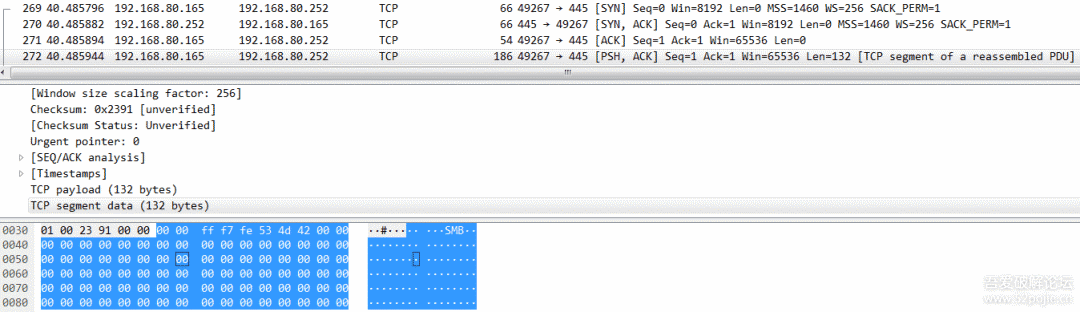 269 40.485796 192.168.80.165 192.168.80.252 TCP 66 49267 → 445 [SYN] Seq=0 Win=8192 Len=0 MSS=1460 WS=256 SACK_PERM=1
270 40.485882 192.168.80.252 192.168.80.165 TCP 66 445 → 49267 [SYN, ACK] Seq=0 Ack=1 Win=8192 Len=0 MSS=1460 WS=256 SACK_PERM=1
271 40.485894 192.168.80.165 192.168.80.252 TCP 54 49267 → 445 [ACK] Seq=1 Ack=1 Win=65536 Len=0
272 40.485944 192.168.80.165 192.168.80.252 TCP 186 49267 → 445 [PSH, ACK] Seq=1 Ack=1 Win=65536 Len=132 [TCP segment of a reassembled PDU]
[Window size scaling factor: 256]
Checksum: 0x2391 [unverified]
[Checksum Status: Unverified]
Urgent pointer: 0
[SEQ/ACK analysis]
[Timestamps]
TCP payload (132 bytes)
TCP segment data (132 bytes)
0030 01 00 23 91 00 00 00 00 ff f7 fe 53 4d 42 00 00 ..#..... ...SMB..
0040 00 00 00 00 00 00 00 00 00 00 00 00 00 00 00 00 ........ ........
0050 00 00 00 00 00 00 00 00 00 00 00 00 00 00 00 00 ........ ........
0060 00 00 00 00 00 00 00 00 00 00 00 00 00 00 00 00 ........ ........
0070 00 00 00 00 00 00 00 00 00 00 00 00 00 00 00 00 ........ ........
0080 00 00 00 00 00 00 00 00 00 00 00 00 00 00 00 00 ........ ........
吾爱破解论坛
www.52pojie.cn